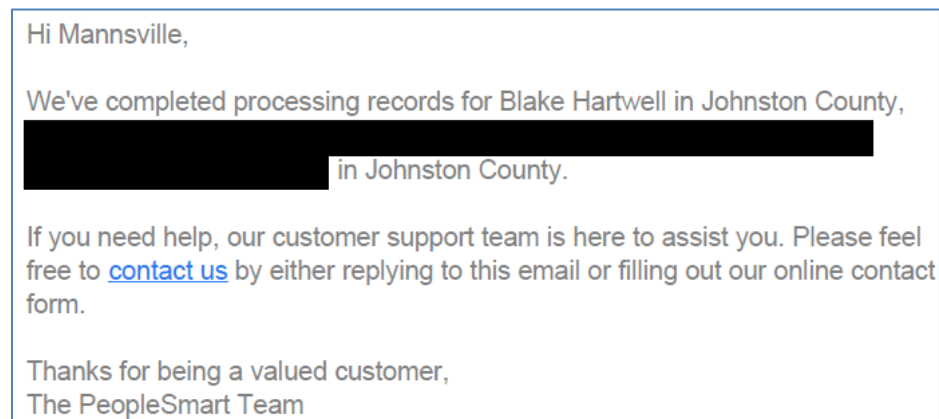 Hi Mannsville,
We've completed processing records for Blake Hartwell in Johnston County,
in Johnston County.
If you need help, our customer support team is here to assist you. Please feel
free to contact us by either replying to this email or filling out our online contact
form.
Thanks for being a valued customer,
The PeopleSmart Team